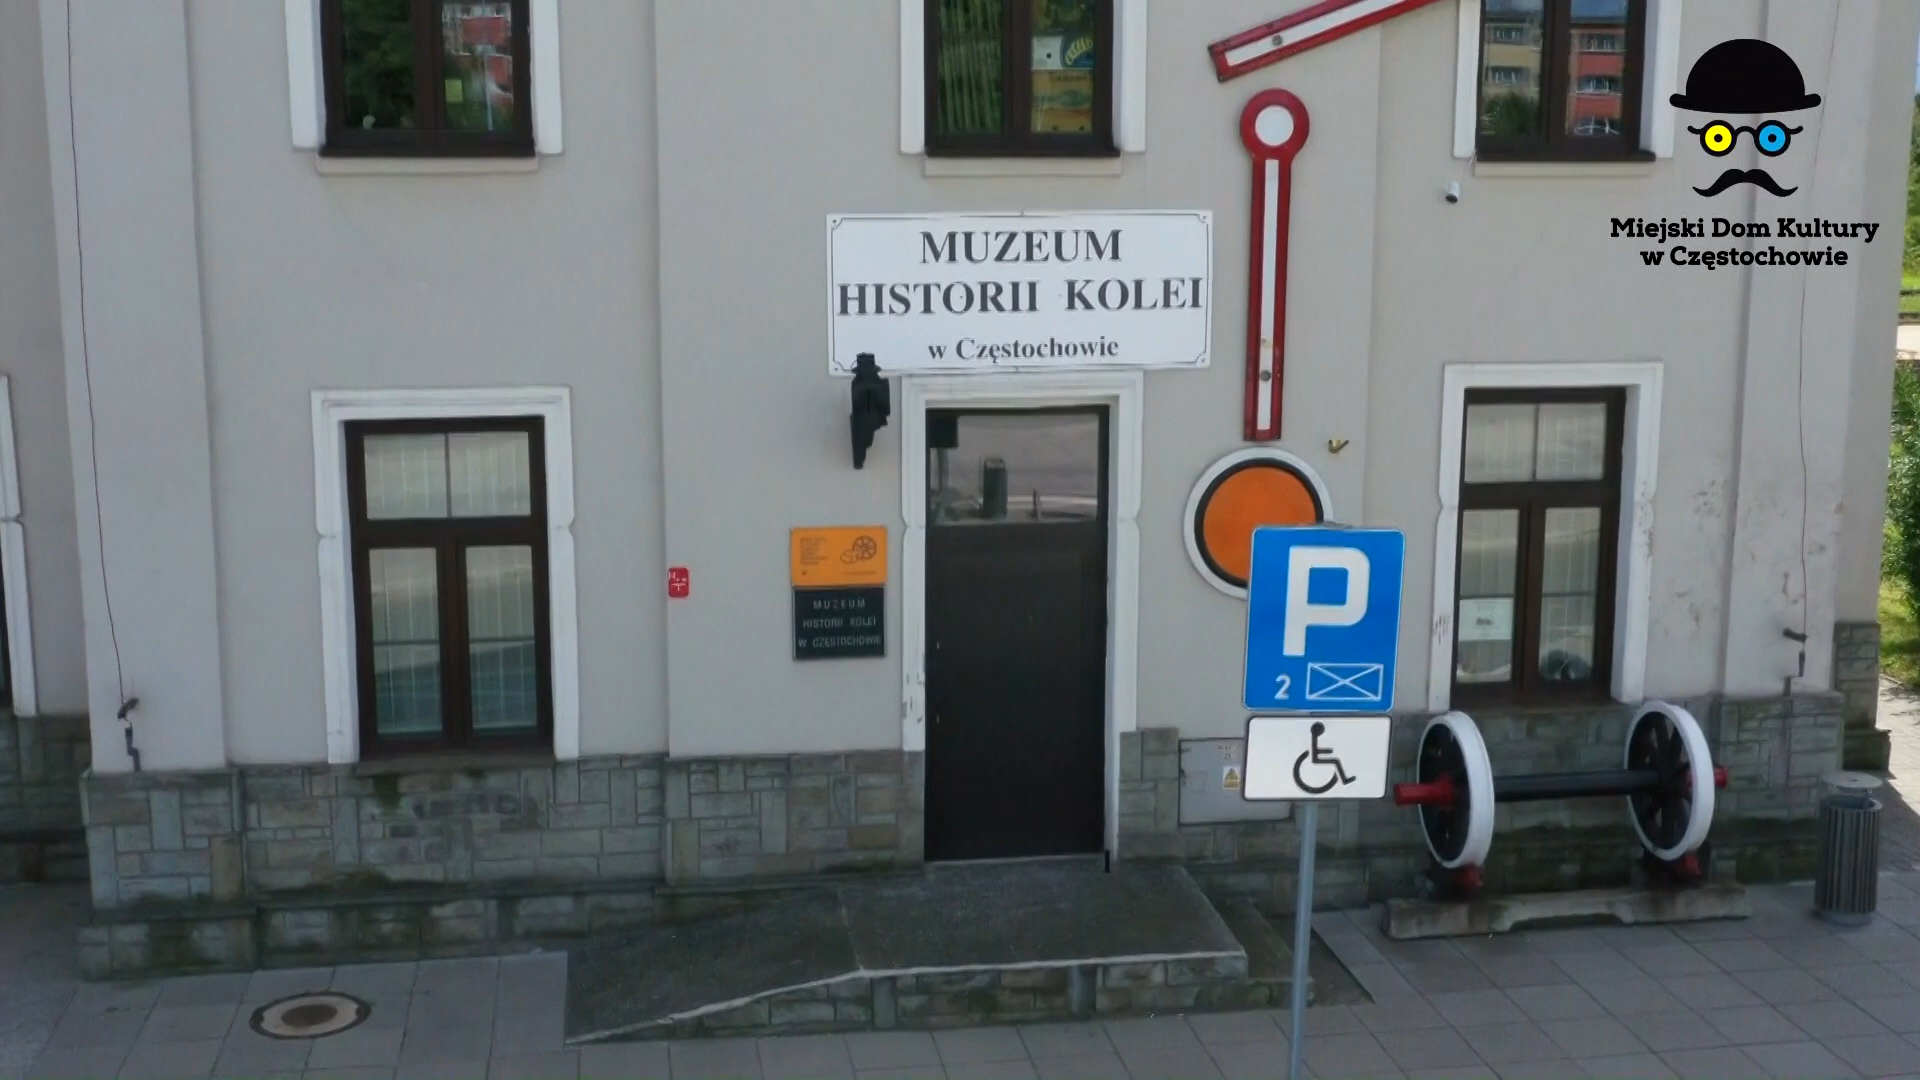 Miejski Dom Kultury
w Częstochowie
MUZEUM
HISTORII KOLEI
w Częstochowie
MUZEUM
HISTORII KOLEI
W CZĘSTOCHOWIE
P
2